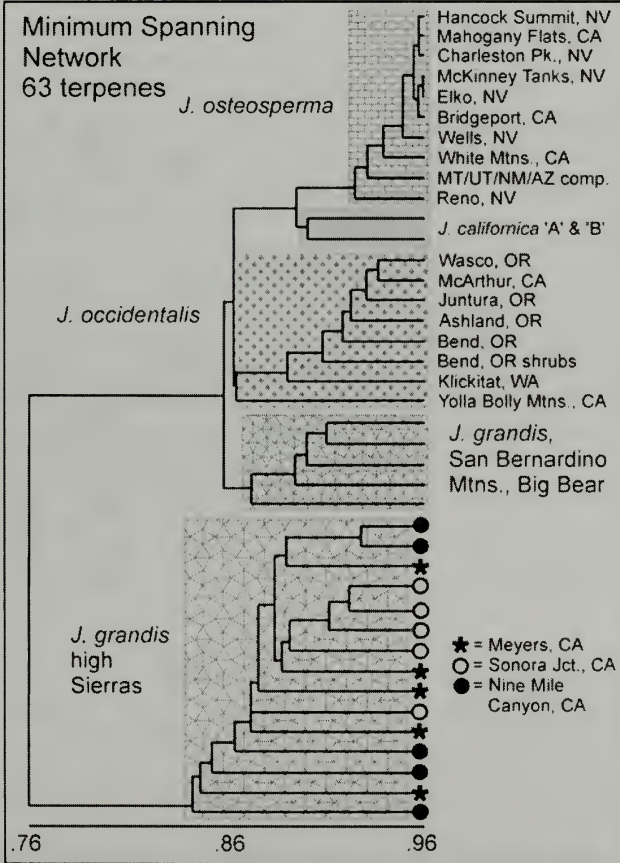 Minimum Spanning
Network
63 terpenes
J. osteosperma
Hancock Summit, NV
Mahogany Flats, CA
Charleston Pk., NV
McKinney Tanks, NV
Elko, NV
Bridgeport, CA
Wells, NV
White Mtns., CA
MT/UT/NM/AZ comp.
Reno, NV
J. californica 'A' & 'B'
J. occidentalis
Wasco, OR
McArthur, CA
Juntura, OR
Ashland, OR
Bend, OR
Bend, OR shrubs
Klickitat, WA
Yolla Bolly Mtns., CA
J. grandis,
San Bernardino
Mtns., Big Bear
J. grandis
high
Sierras
= Meyers, CA
= Sonora Jct., CA
= Nine Mile
Canyon, CA
.76 .86 .96